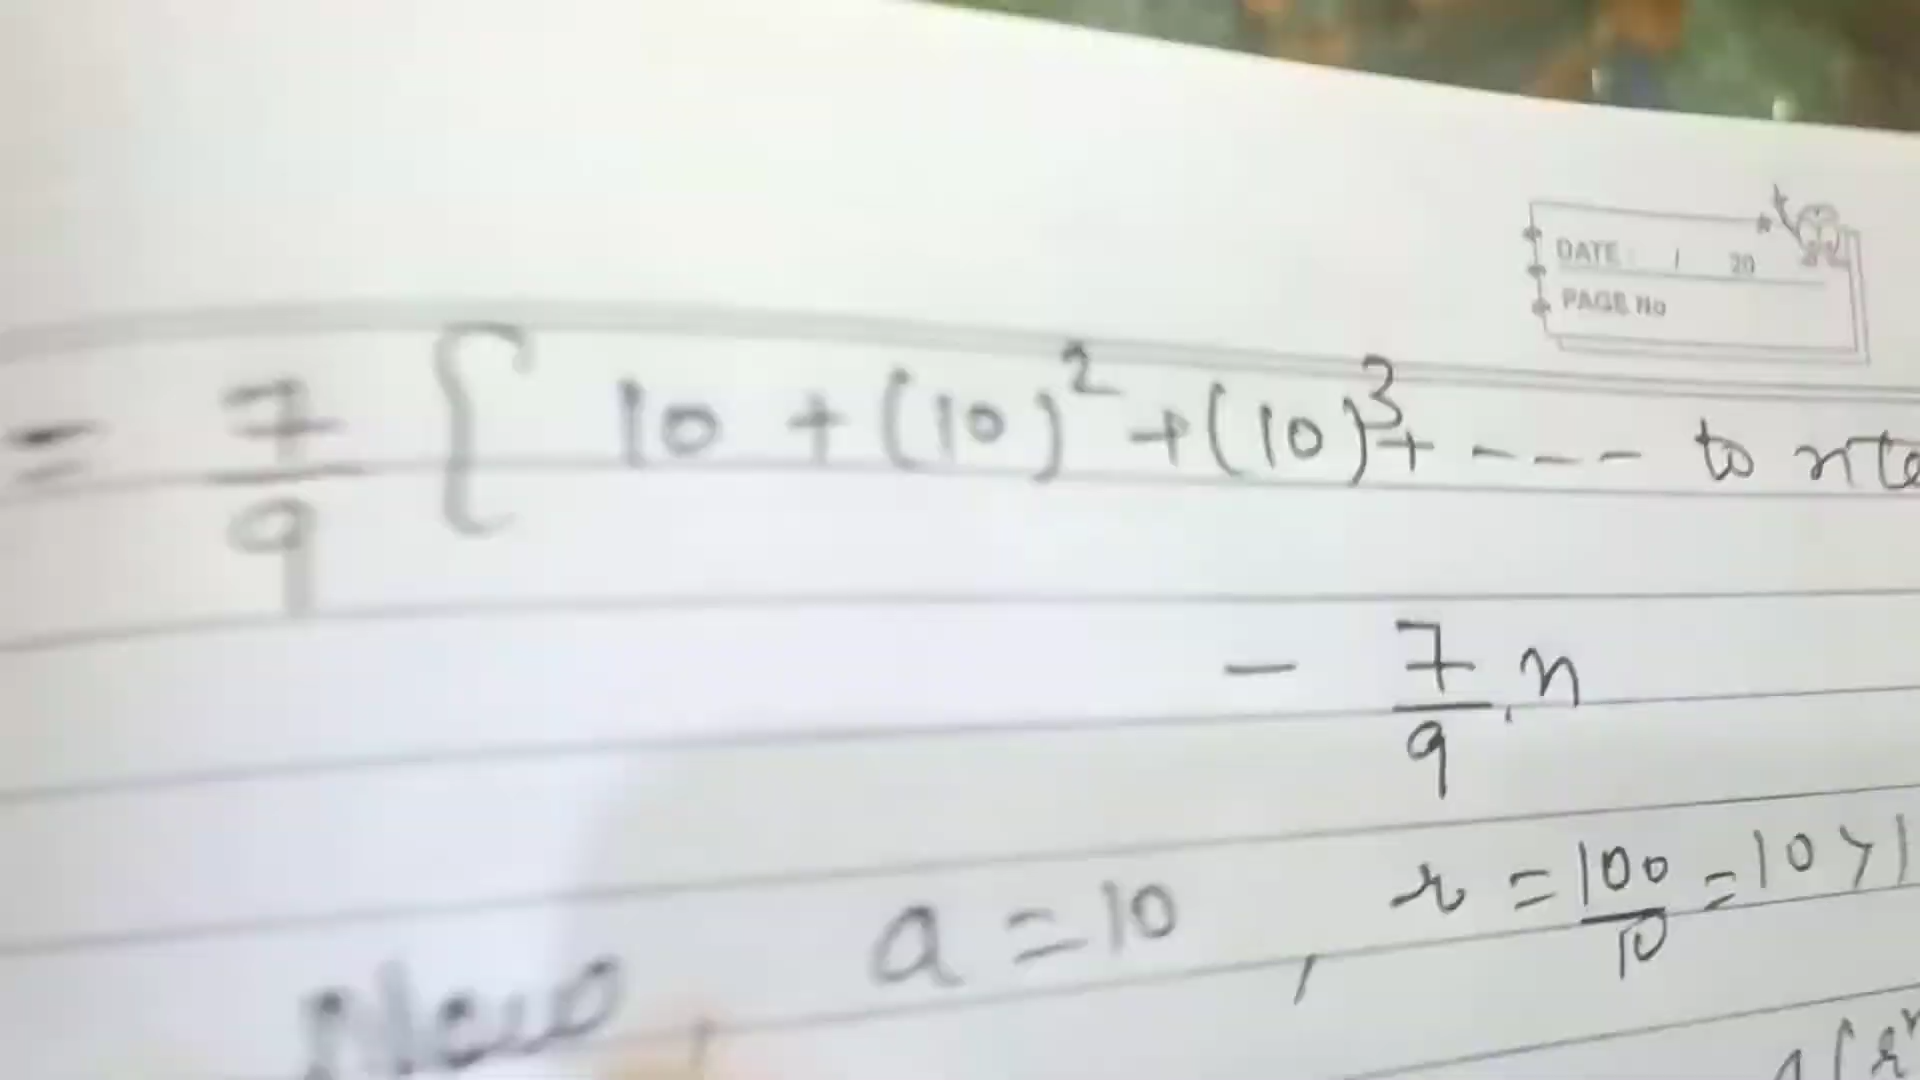 DATE / 20
PAGE No
= 7/9 { 10 + (10)² + (10)³ + - - - - to n te
- 7/9 . n
Now, a = 10, r = 100/10 = 10 > 1